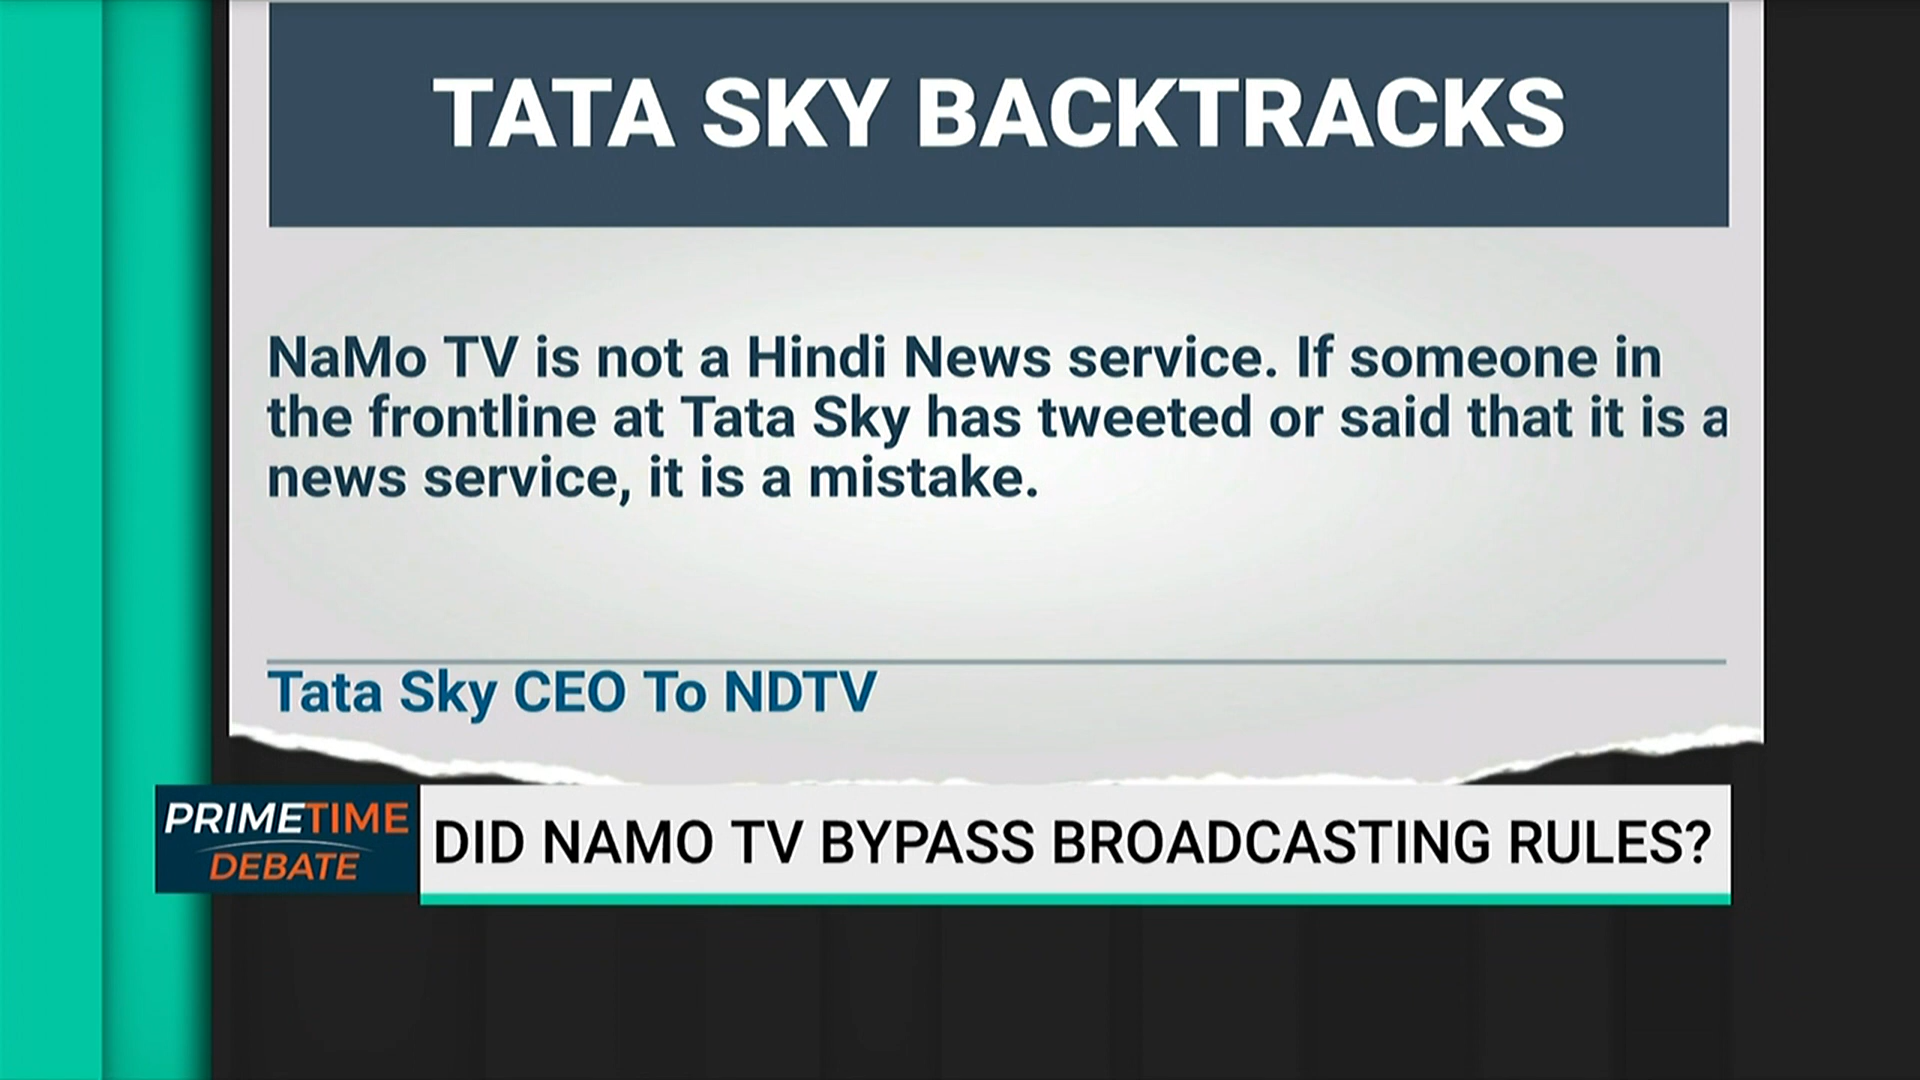 TATA SKY BACKTRACKS
NaMo TV is not a Hindi News service. If someone in
the frontline at Tata Sky has tweeted or said that it is a
news service, it is a mistake.
Tata Sky CEO To NDTV
PRIMETIME
DEBATE
DID NAMO TV BYPASS BROADCASTING RULES?